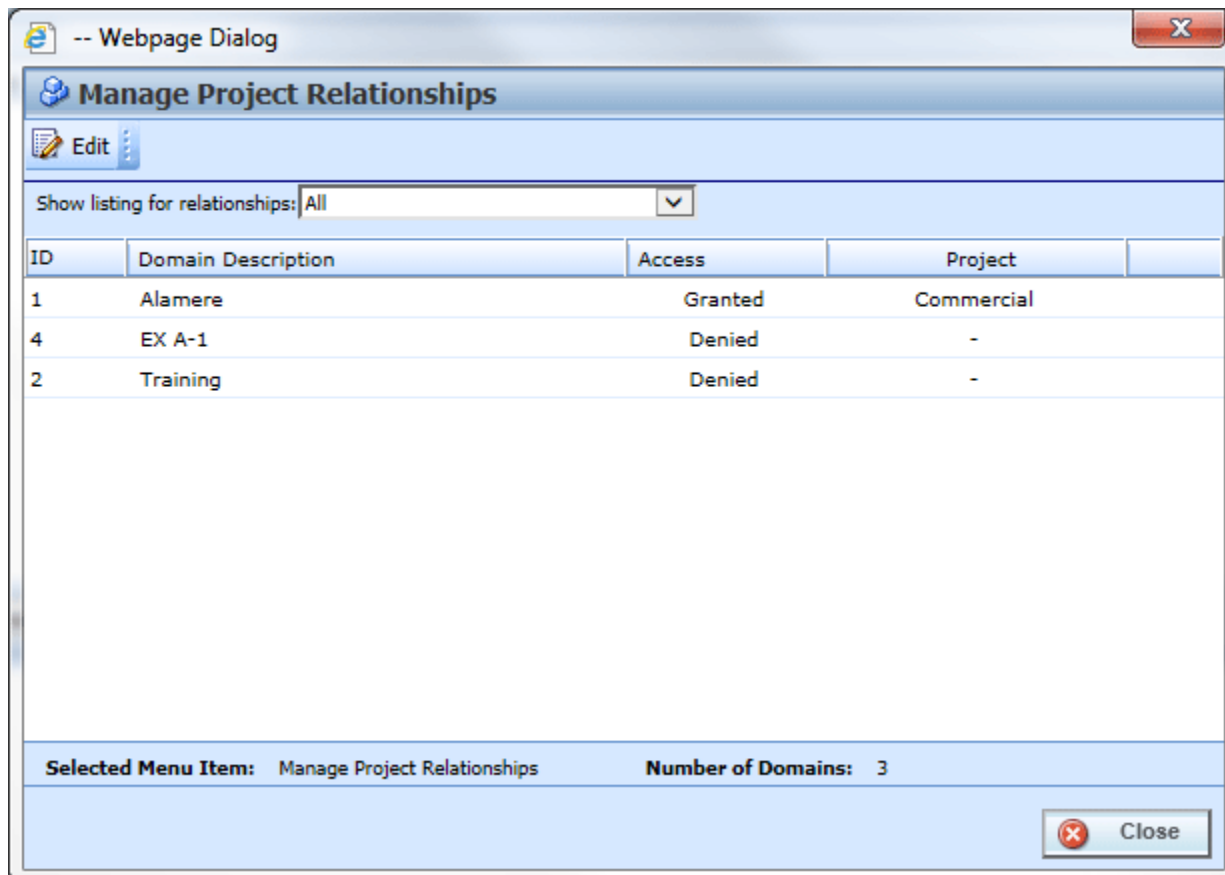 -- Webpage Dialog
Manage Project Relationships
Edit
Show listing for relationships: All
ID Domain Description Access Project
1 Alamere Granted Commercial
4 EX A-1 Denied -
2 Training Denied -
Selected Menu Item: Manage Project Relationships Number of Domains: 3
Close